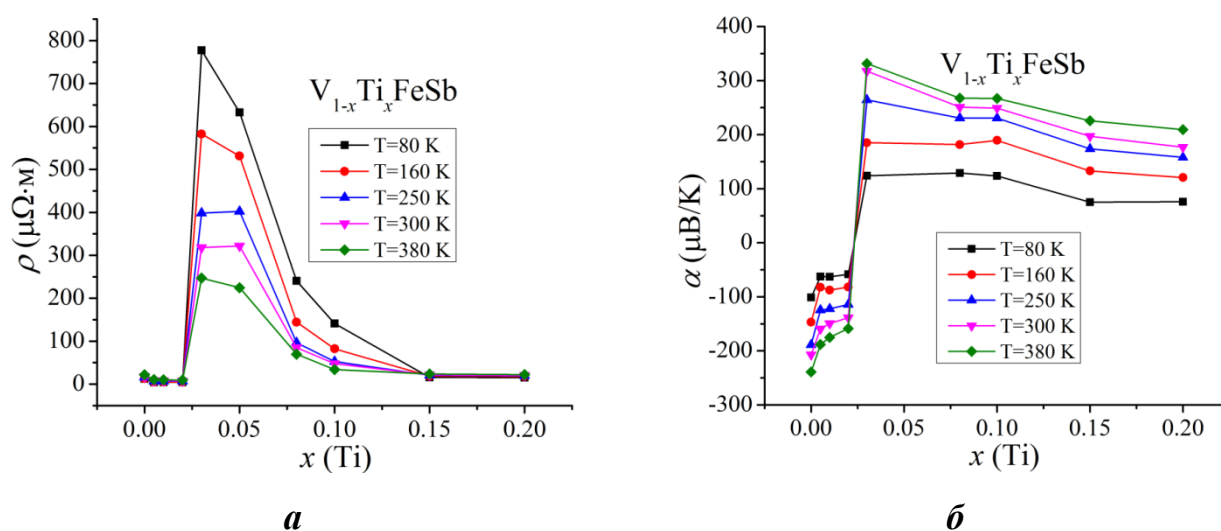 800
700
600
500
400
300
200
100
0
ρ (μΩ·м)
V₁₋ₓTiₓFeSb
T=80 K
T=160 K
T=250 K
T=300 K
T=380 K
0.00 0.05 0.10 0.15 0.20
x (Ti)
а
400
300
200
100
0
-100
-200
-300
α (μВ/K)
V₁₋ₓTiₓFeSb
T=80 K
T=160 K
T=250 K
T=300 K
T=380 K
0.00 0.05 0.10 0.15 0.20
x (Ti)
б